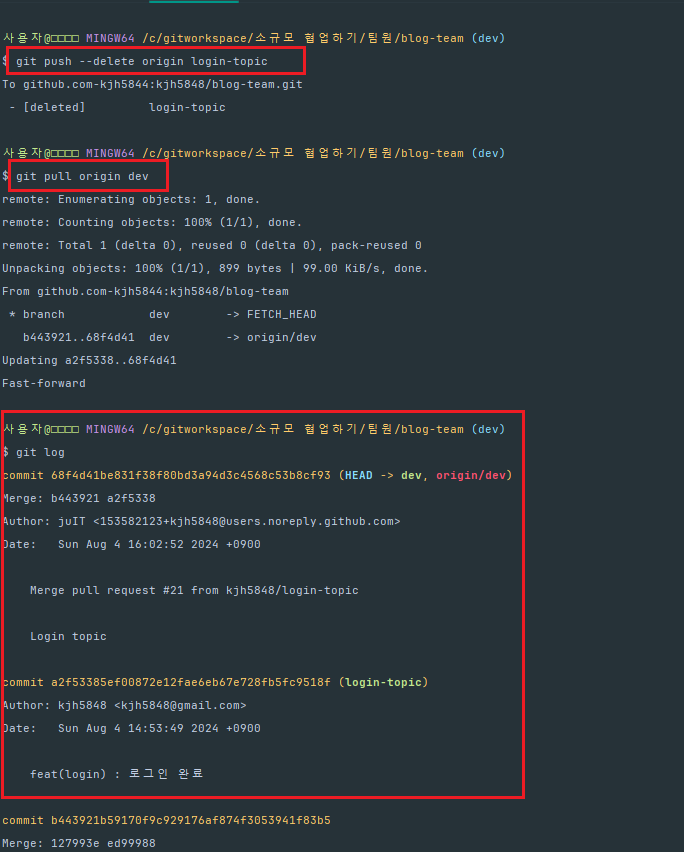 사용자@□□□□ MINGW64 /c/gitworkspace/소규모 협업하기/팀원/blog-team (dev)
$ git push --delete origin login-topic
To github.com-kjh5844:kjh5848/blog-team.git
 - [deleted]         login-topic
사용자@□□□□ MINGW64 /c/gitworkspace/소규모 협업하기/팀원/blog-team (dev)
$ git pull origin dev
remote: Enumerating objects: 1, done.
remote: Counting objects: 100% (1/1), done.
remote: Total 1 (delta 0), reused 0 (delta 0), pack-reused 0
Unpacking objects: 100% (1/1), 899 bytes | 99.00 KiB/s, done.
From github.com-kjh5844:kjh5848/blog-team
 * branch            dev        -> FETCH_HEAD
   b443921..68f4d41  dev        -> origin/dev
Updating a2f5338..68f4d41
Fast-forward
사용자@□□□□ MINGW64 /c/gitworkspace/소규모 협업하기/팀원/blog-team (dev)
$ git log
commit 68f4d41be831f38f80bd3a94d3c4568c53b8cf93 (HEAD -> dev, origin/dev)
Merge: b443921 a2f5338
Author: juIT <153582123+kjh5848@users.noreply.github.com>
Date:   Sun Aug 4 16:02:52 2024 +0900
    Merge pull request #21 from kjh5848/login-topic
    Login topic
commit a2f53385ef00872e12fae6eb67e728fb5fc9518f (login-topic)
Author: kjh5848 <kjh5848@gmail.com>
Date:   Sun Aug 4 14:53:49 2024 +0900
    feat(login) : 로그인 완료
commit b443921b59170f9c929176af874f3053941f83b5
Merge: 127993e ed99988